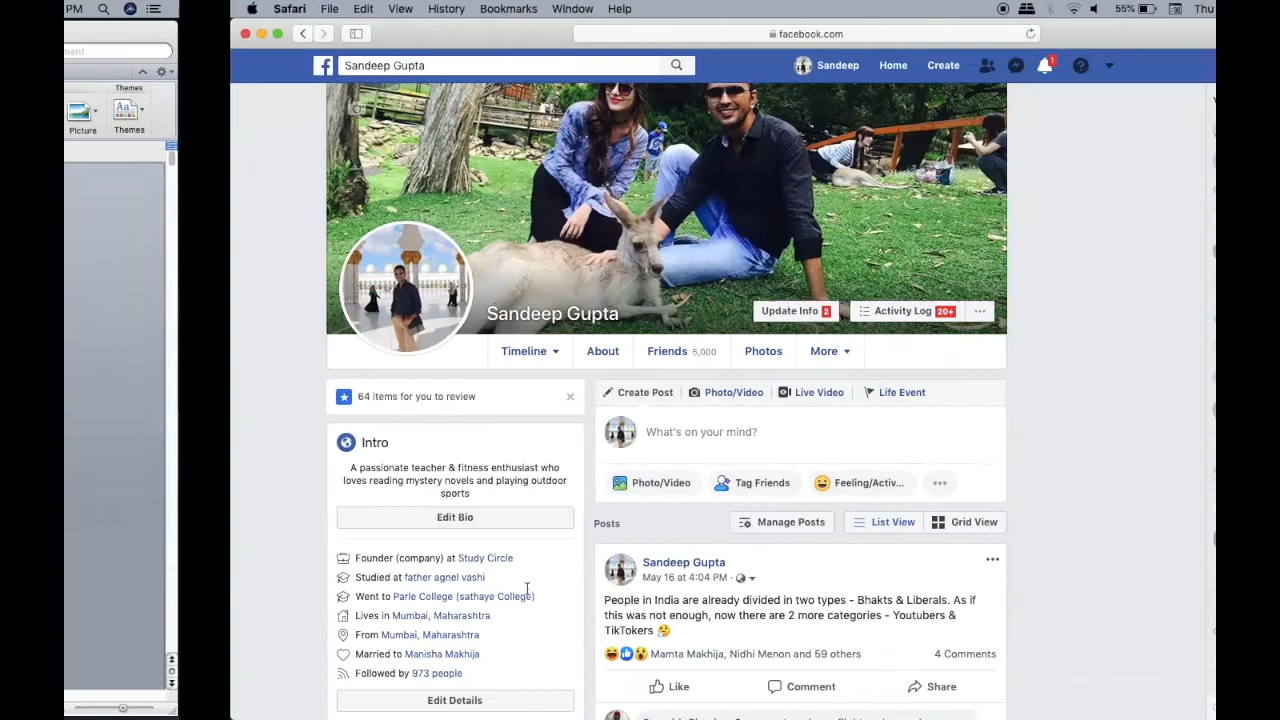 PM
Safari File Edit View History Bookmarks Window Help 55% Thu
ment
facebook.com
Themes
Picture Themes
f Sandeep Gupta Sandeep Home Create 1
Sandeep Gupta
Update Info 2 Activity Log 20+
Timeline About Friends 5,000 Photos More
64 items for you to review
Create Post Photo/Video Live Video Life Event
What's on your mind?
Photo/Video Tag Friends Feeling/Activ...
Intro
A passionate teacher & fitness enthusiast who
loves reading mystery novels and playing outdoor
sports
Edit Bio
Founder (company) at Study Circle
Studied at father agnel vashi
Went to Parle College (sathaye College)
Lives in Mumbai, Maharashtra
From Mumbai, Maharashtra
Married to Manisha Makhija
Followed by 973 people
Edit Details
Posts Manage Posts List View Grid View
Sandeep Gupta
May 16 at 4:04 PM
People in India are already divided in two types - Bhakts & Liberals. As if
this was not enough, now there are 2 more categories - Youtubers &
TikTokers 🤔
Mamta Makhija, Nidhi Menon and 59 others 4 Comments
Like Comment Share